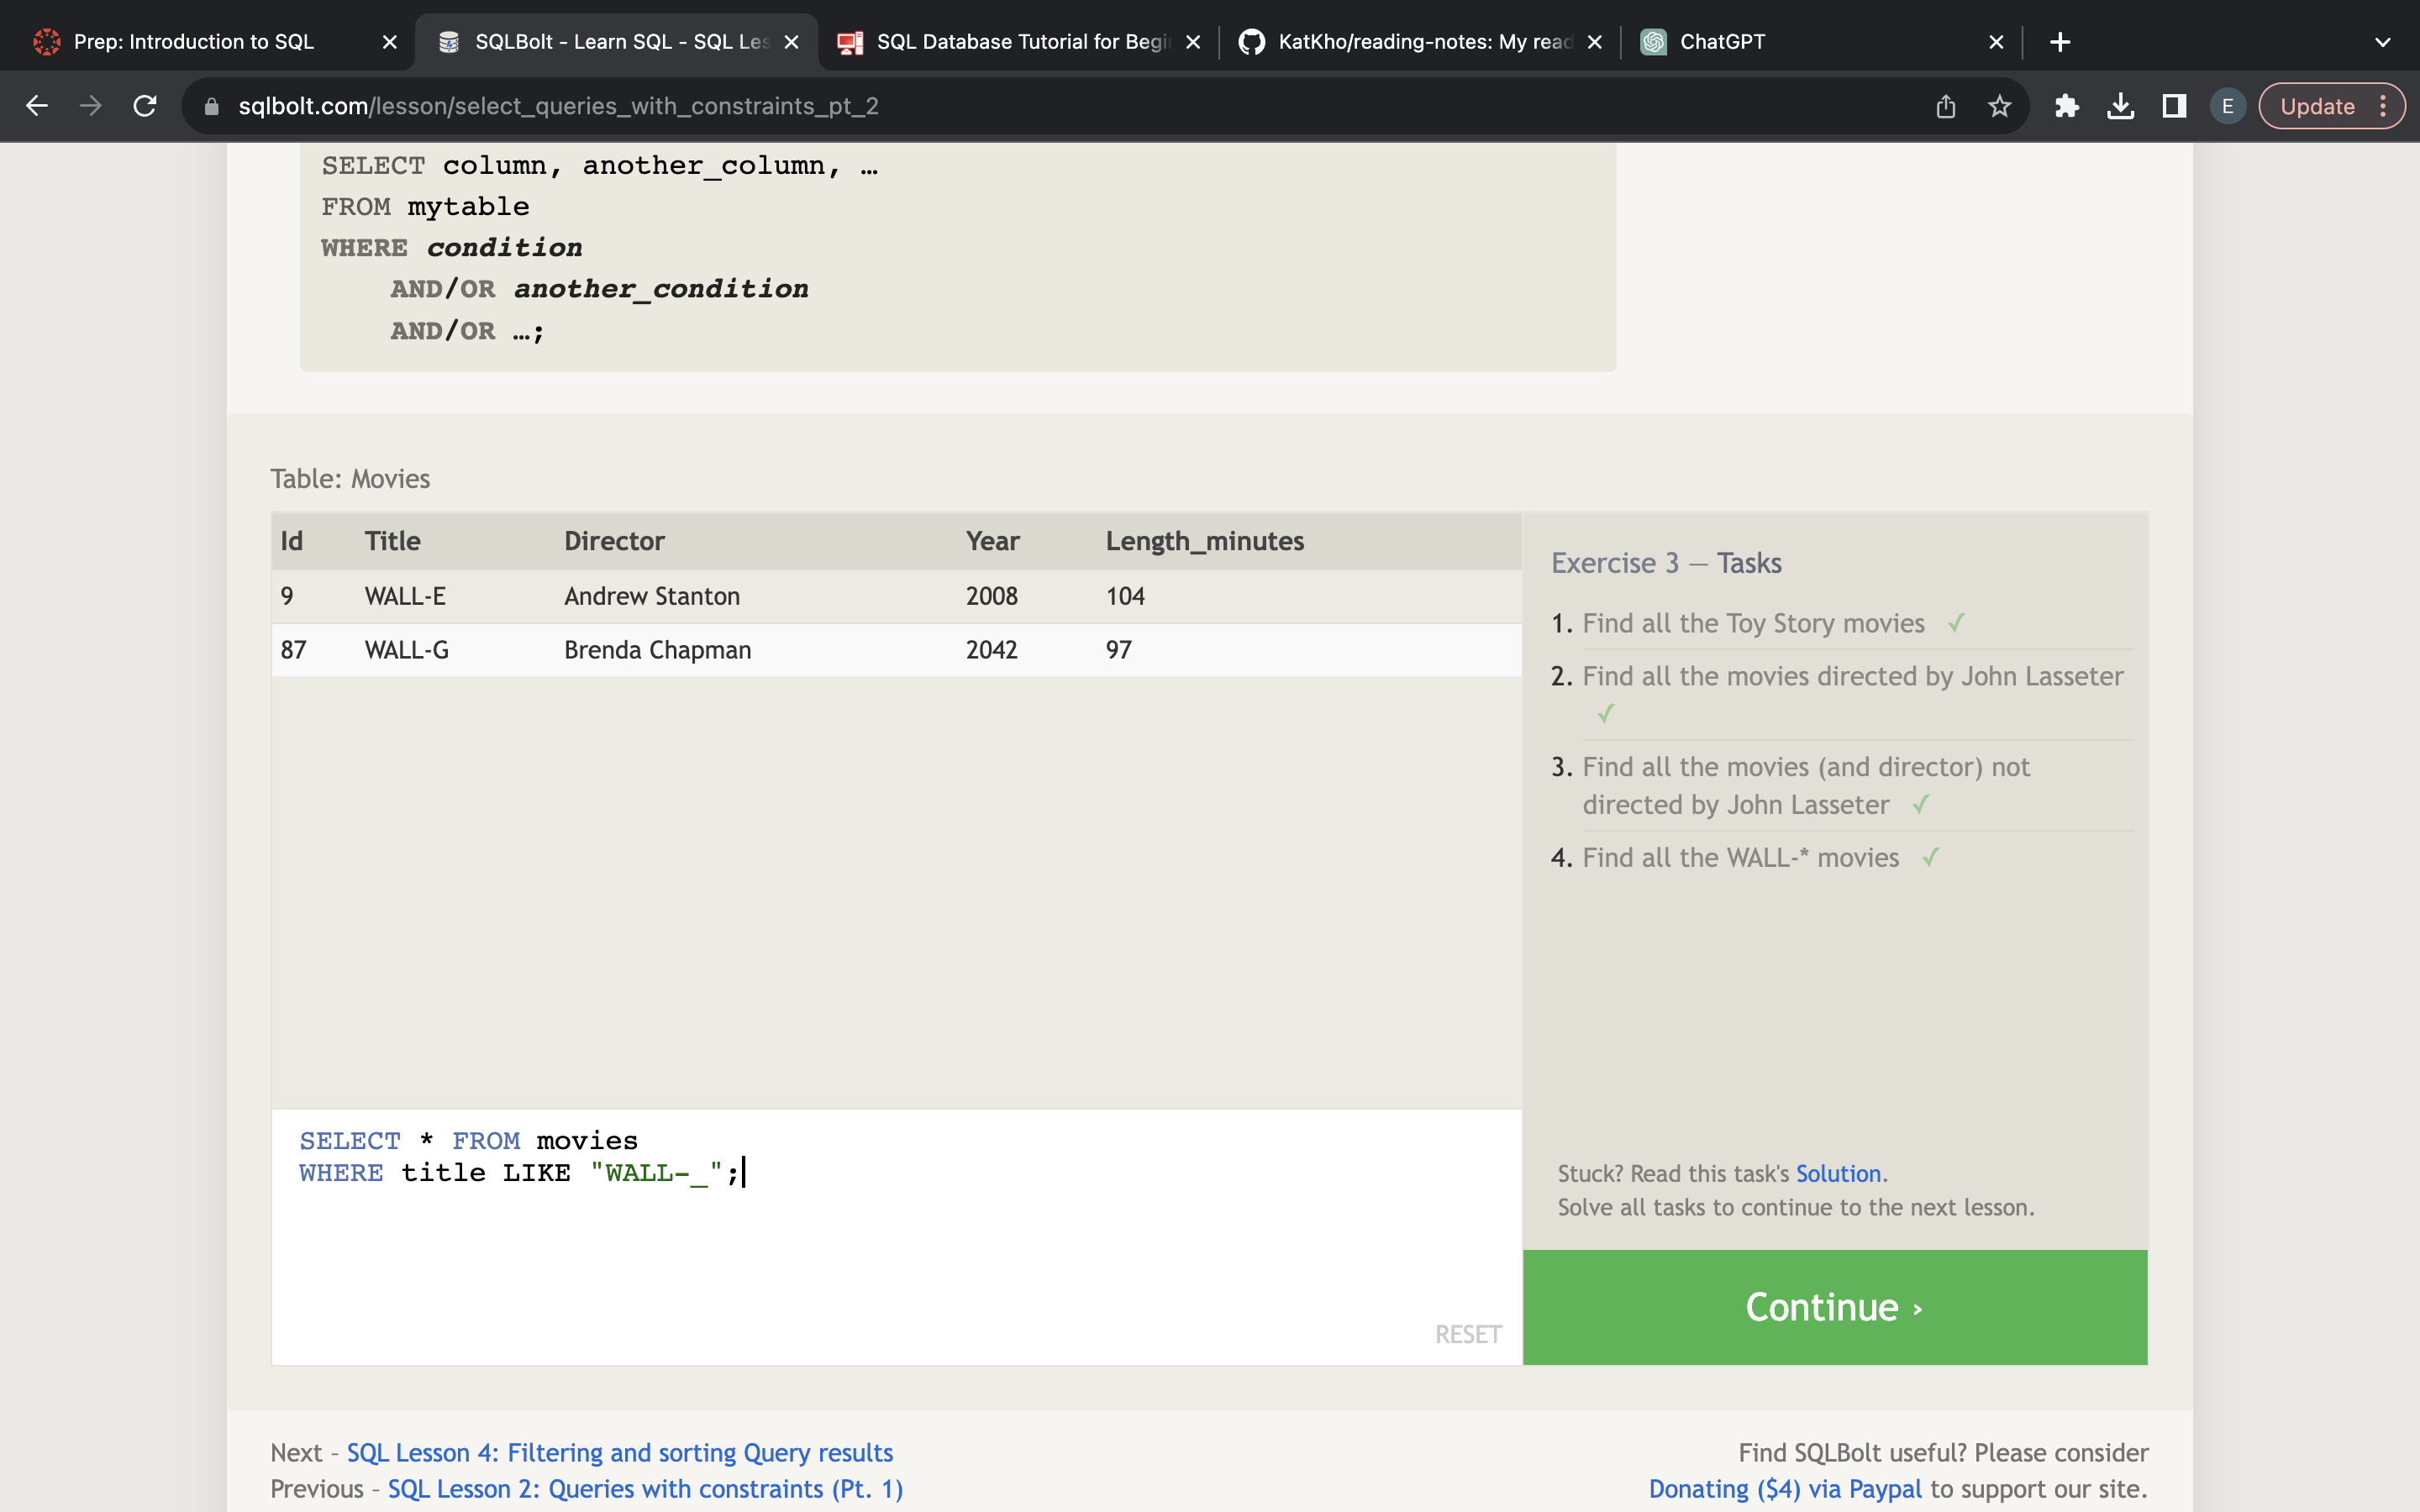 Prep: Introduction to SQL
SQLBolt - Learn SQL - SQL Les
SQL Database Tutorial for Begi
KatKho/reading-notes: My read
ChatGPT
sqlbolt.com/lesson/select_queries_with_constraints_pt_2
E
Update
SELECT column, another_column, …
FROM mytable
WHERE condition
AND/OR another_condition
AND/OR …;
Table: Movies
Id Title Director Year Length_minutes
9 WALL-E Andrew Stanton 2008 104
87 WALL-G Brenda Chapman 2042 97
SELECT * FROM movies
WHERE title LIKE "WALL-_";
RESET
Exercise 3 — Tasks
1. Find all the Toy Story movies ✓
2. Find all the movies directed by John Lasseter
✓
3. Find all the movies (and director) not
directed by John Lasseter ✓
4. Find all the WALL-* movies ✓
Stuck? Read this task's Solution.
Solve all tasks to continue to the next lesson.
Continue ›
Next – SQL Lesson 4: Filtering and sorting Query results
Previous – SQL Lesson 2: Queries with constraints (Pt. 1)
Find SQLBolt useful? Please consider
Donating ($4) via Paypal to support our site.